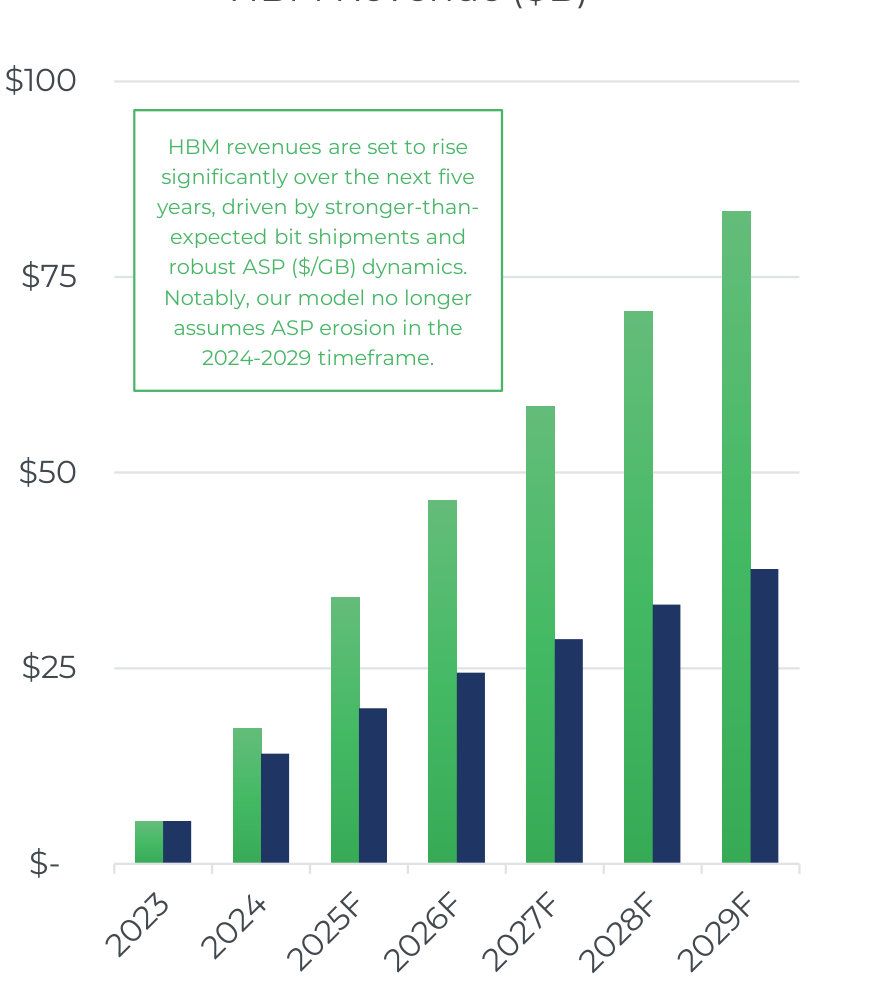 HBM Revenue ($B)
$100
HBM revenues are set to rise
significantly over the next five
years, driven by stronger-than-
expected bit shipments and
robust ASP ($/GB) dynamics.
Notably, our model no longer
assumes ASP erosion in the
2024-2029 timeframe.
$75
$50
$25
$-
2023
2024
2025F
2026F
2027F
2028F
2029F